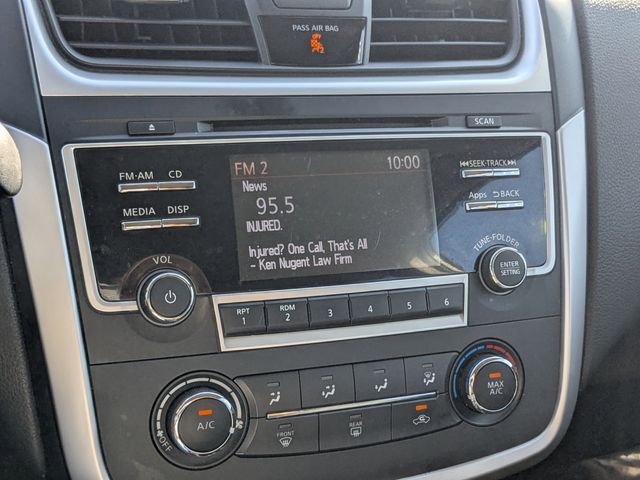 PASS AIR BAG
OFF
2
SCAN
FM·AM CD
MEDIA DISP
VOL
FM 2 10:00
News
95.5
INJURED.
Injured? One Call, That's All
- Ken Nugent Law Firm
SEEK·TRACK
Apps BACK
TUNE·FOLDER
ENTER
SETTING
RPT
1
RDM
2
3
4
5
6
A/C
OFF
FRONT
REAR
MAX
A/C